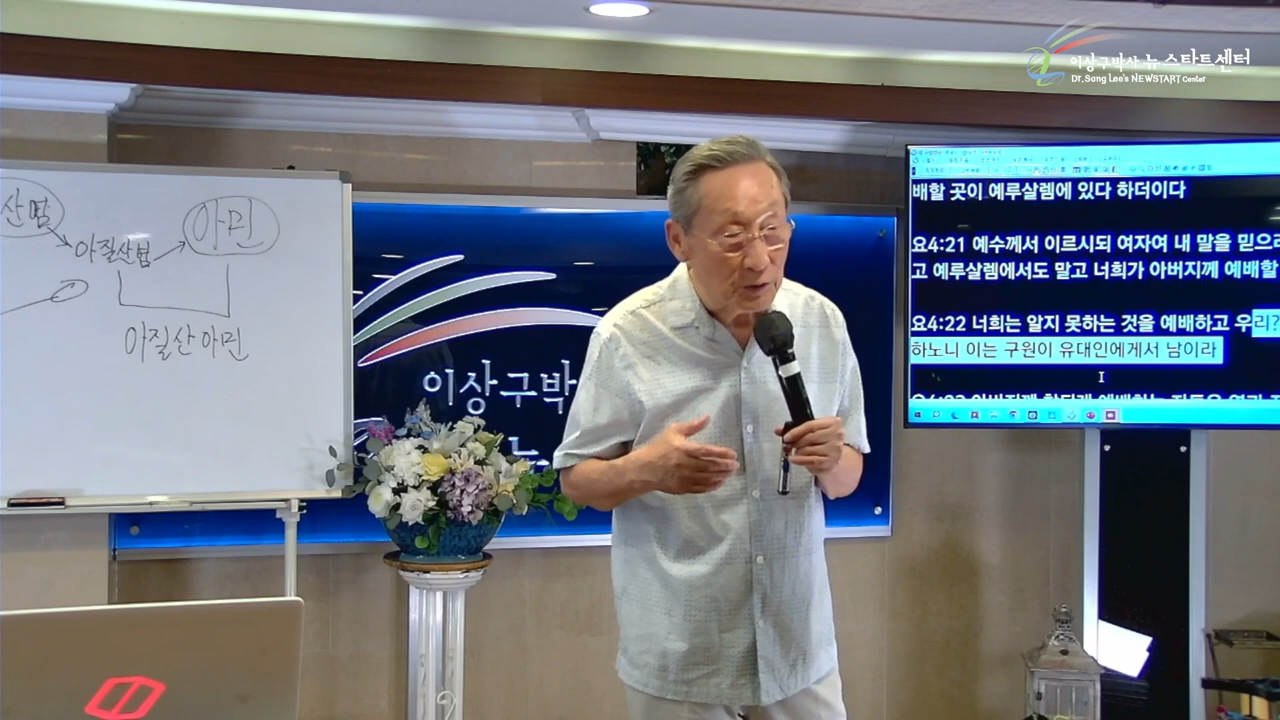 이상구박사 뉴스타트센터
Dr. Sang Lee's NEWSTART Center
산법
아질산법
아민
아질산아민
이상구박
배할 곳이 예루살렘에 있다 하더이다
요4:21 예수께서 이르시되 여자여 내 말을 믿으라
고 예루살렘에서도 말고 너희가 아버지께 예배할
요4:22 너희는 알지 못하는 것을 예배하고 우리?
하노니 이는 구원이 유대인에게서 남이라